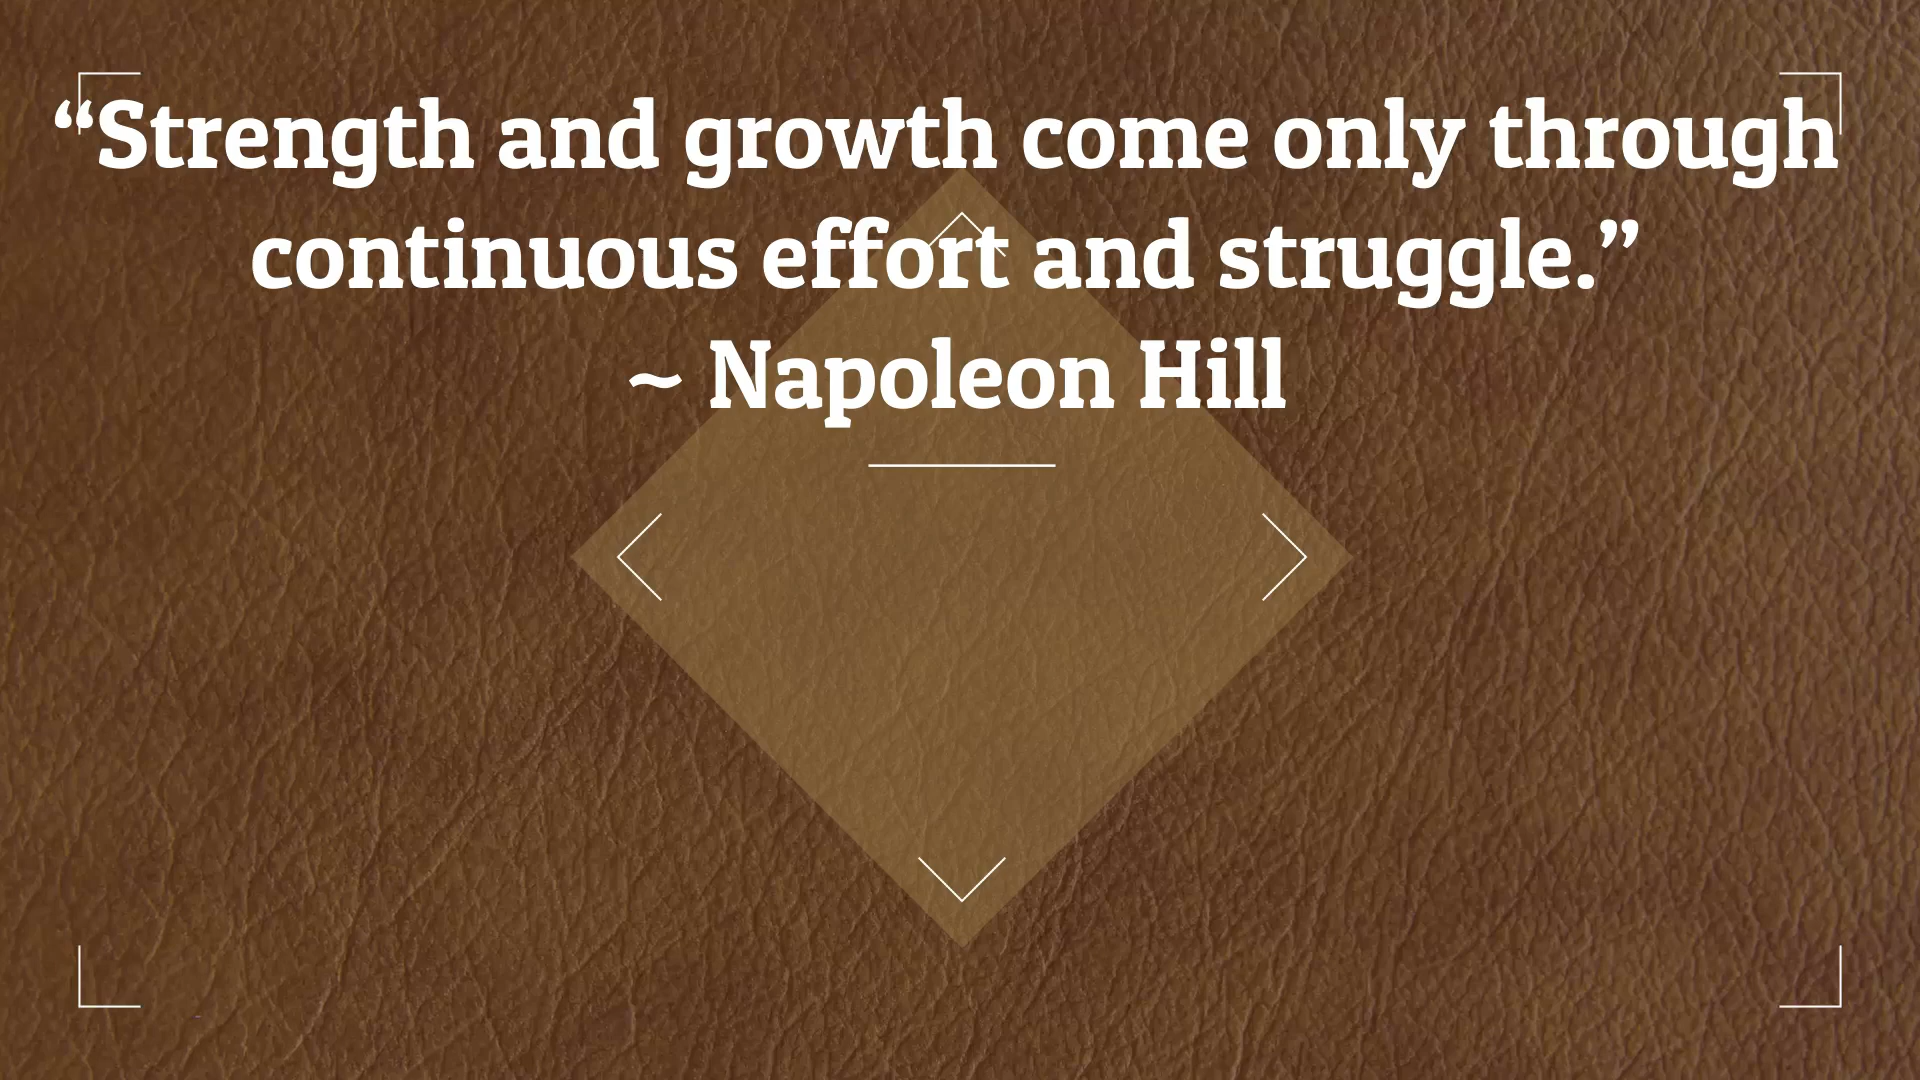 “Strength and growth come only through
continuous effort and struggle.”
~ Napoleon Hill